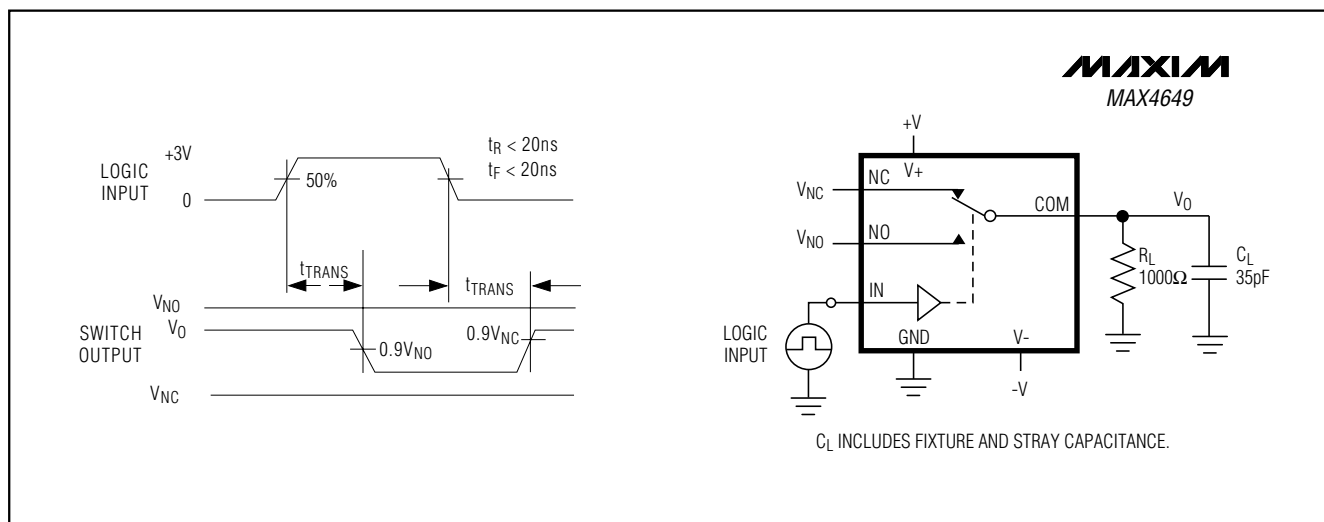 MAXIM
MAX4649
LOGIC
INPUT
+3V
0
50%
tR < 20ns
tF < 20ns
tTRANS
tTRANS
VNO
VO
SWITCH
OUTPUT
0.9VNO
0.9VNC
VNC
+V
V+
VNC
NC
VNO
NO
COM
VO
RL
1000Ω
CL
35pF
IN
LOGIC
INPUT
GND
V-
-V
CL INCLUDES FIXTURE AND STRAY CAPACITANCE.